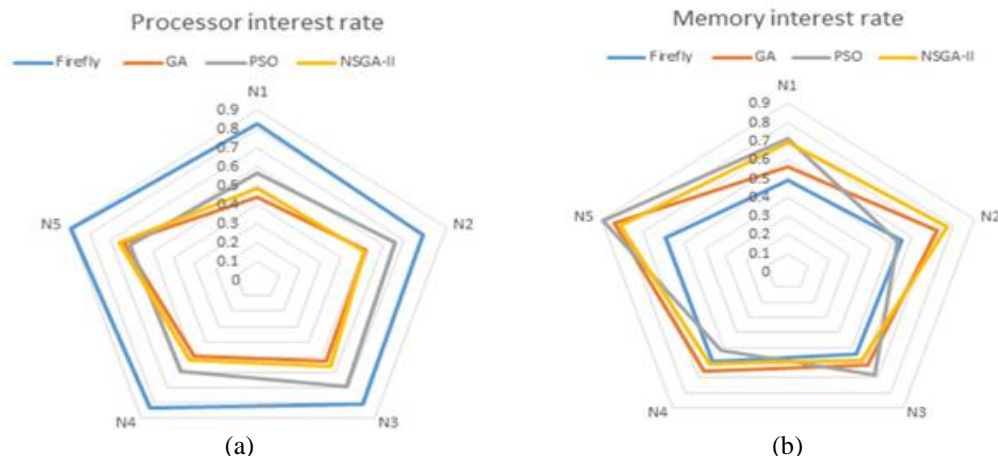 Processor interest rate
Firefly GA PSO NSGA-II
N1
0.9
0.8
0.7
0.6
0.5
0.4
0.3
0.2
0.1
0
N2
N3
N4
N5
(a)
Memory interest rate
Firefly GA PSO NSGA-II
N1
0.9
0.8
0.7
0.6
0.5
0.4
0.3
0.2
0.1
0
N2
N3
N4
N5
(b)